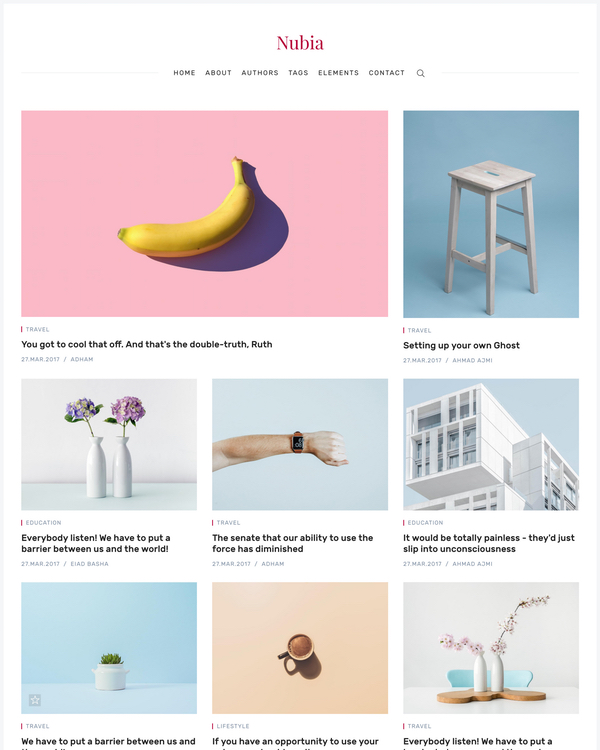 Nubia
HOME ABOUT AUTHORS TAGS ELEMENTS CONTACT
TRAVEL
You got to cool that off. And that's the double-truth, Ruth
27.MAR.2017 / ADHAM
TRAVEL
Setting up your own Ghost
27.MAR.2017 / AHMAD AJMI
EDUCATION
Everybody listen! We have to put a
barrier between us and the world!
27.MAR.2017 / EIAD BASHA
TRAVEL
The senate that our ability to use the
force has diminished
27.MAR.2017 / ADHAM
EDUCATION
It would be totally painless - they'd just
slip into unconsciousness
27.MAR.2017 / AHMAD AJMI
TRAVEL
We have to put a barrier between us and
LIFESTYLE
If you have an opportunity to use your
TRAVEL
Everybody listen! We have to put a